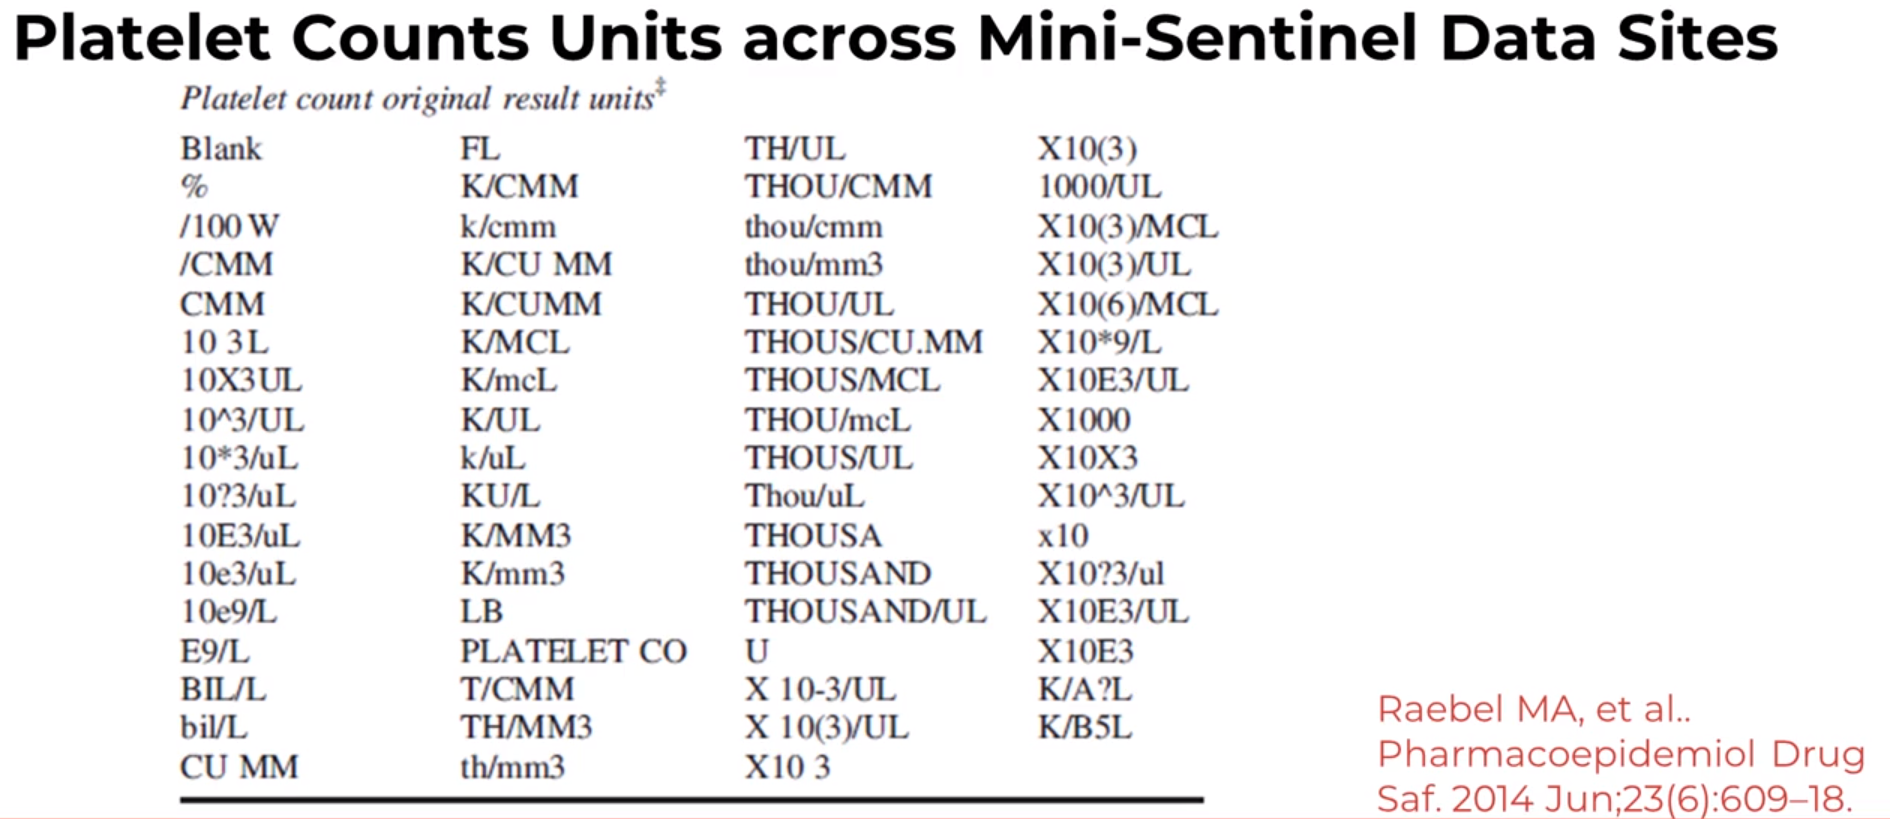 Platelet Counts Units across Mini-Sentinel Data Sites
Platelet count original result units‡
Blank FL TH/UL X10(3)
% K/CMM THOU/CMM 1000/UL
/100 W k/cmm thou/cmm X10(3)/MCL
/CMM K/CU MM thou/mm3 X10(3)/UL
CMM K/CUMM THOU/UL X10(6)/MCL
10 3L K/MCL THOUS/CU.MM X10*9/L
10X3UL K/mcL THOUS/MCL X10E3/UL
10^3/UL K/UL THOU/mcL X1000
10*3/uL k/uL THOUS/UL X10X3
10?3/uL KU/L Thou/uL X10^3/UL
10E3/uL K/MM3 THOUSA x10
10e3/uL K/mm3 THOUSAND X10?3/ul
10e9/L LB THOUSAND/UL X10E3/UL
E9/L PLATELET CO U X10E3
BIL/L T/CMM X 10-3/UL K/A?L
bil/L TH/MM3 X 10(3)/UL K/B5L
CU MM th/mm3 X10 3
Raebel MA, et al..
Pharmacoepidemiol Drug
Saf. 2014 Jun;23(6):609–18.